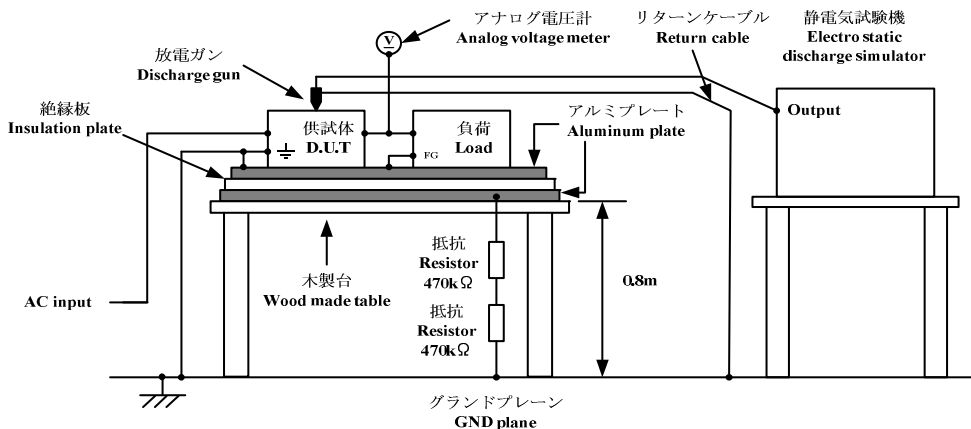 アナログ電圧計
Analog voltage meter
リターンケーブル
Return cable
静電気試験機
Electro static
discharge simulator
放電ガン
Discharge gun
V
絶縁板
Insulation plate
アルミプレート
Aluminum plate
Output
供試体
D.U.T
負荷
Load
FG
抵抗
Resistor
470kΩ
0.8m
木製台
Wood made table
AC input
抵抗
Resistor
470kΩ
グランドプレーン
GND plane